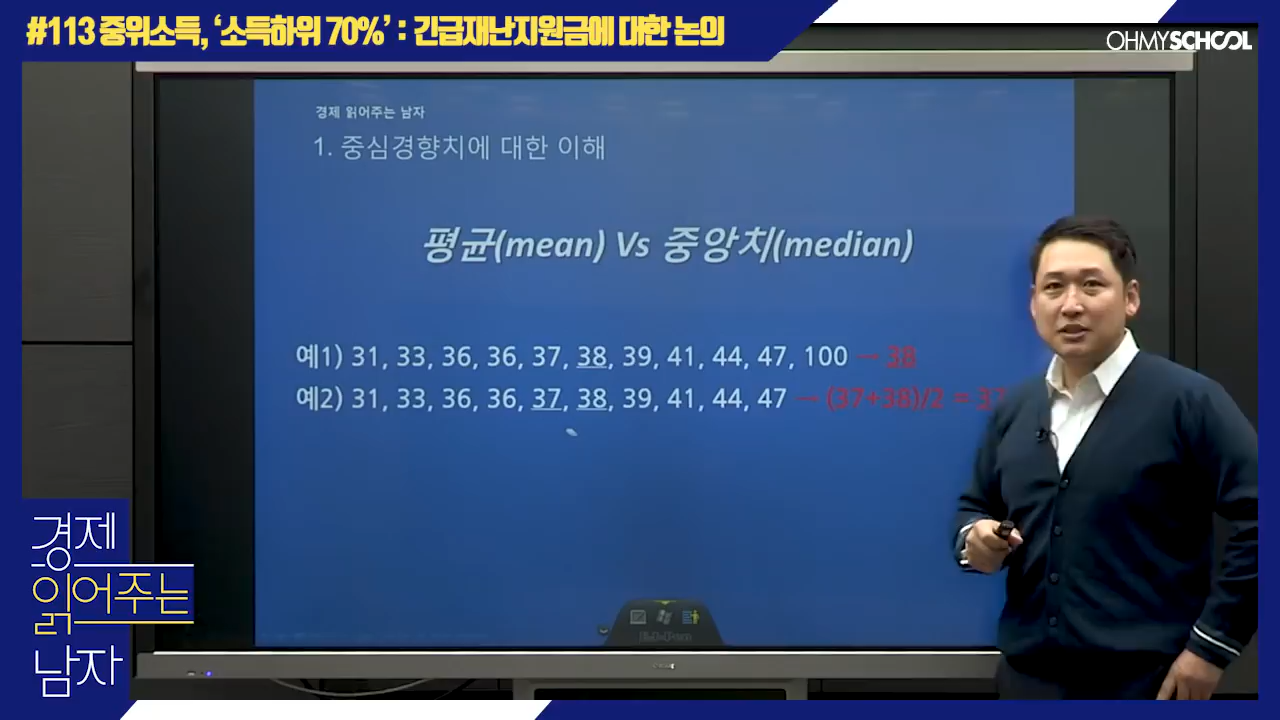 #113 중위소득, ‘소득하위 70%’ : 긴급재난지원금에 대한 논의
OHMYSCHOOL
경제 읽어주는 남자
1. 중심경향치에 대한 이해
평균(mean) Vs 중앙치(median)
예1) 31, 33, 36, 36, 37, 38, 39, 41, 44, 47, 100 → 38
예2) 31, 33, 36, 36, 37, 38, 39, 41, 44, 47 → (37+38)/2 = 37
경제
읽어주는
남자